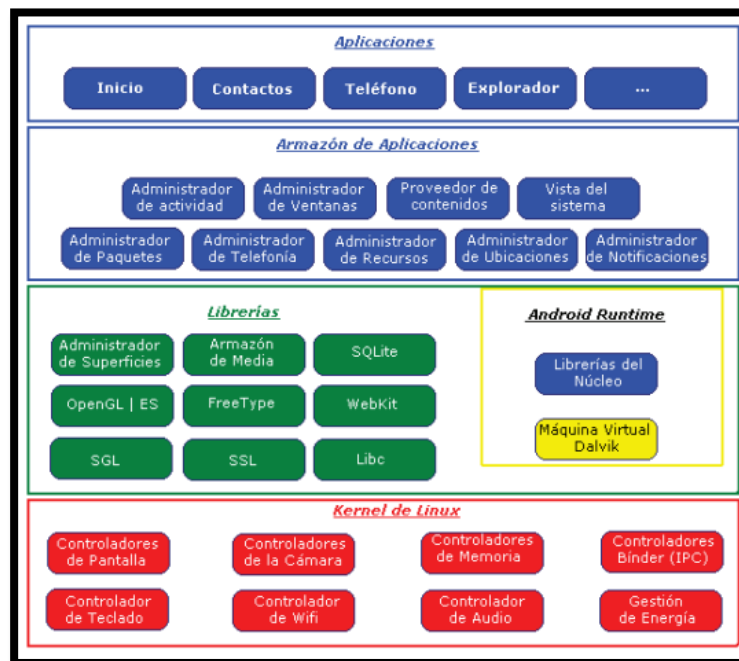 Aplicaciones
Inicio
Contactos
Teléfono
Explorador
...
Armazón de Aplicaciones
Administrador
de actividad
Administrador
de Ventanas
Proveedor de
contenidos
Vista del
sistema
Administrador
de Paquetes
Administrador
de Telefonía
Administrador
de Recursos
Administrador
de Ubicaciones
Administrador
de Notificaciones
Librerías
Administrador
de Superficies
Armazón
de Media
SQLite
OpenGL | ES
FreeType
WebKit
SGL
SSL
Libc
Android Runtime
Librerías del
Núcleo
Máquina Virtual
Dalvik
Kernel de Linux
Controladores
de Pantalla
Controladores
de la Cámara
Controladores
de Memoria
Controladores
Bínder (IPC)
Controlador
de Teclado
Controlador
de Wifi
Controlador
de Audio
Gestión
de Energía